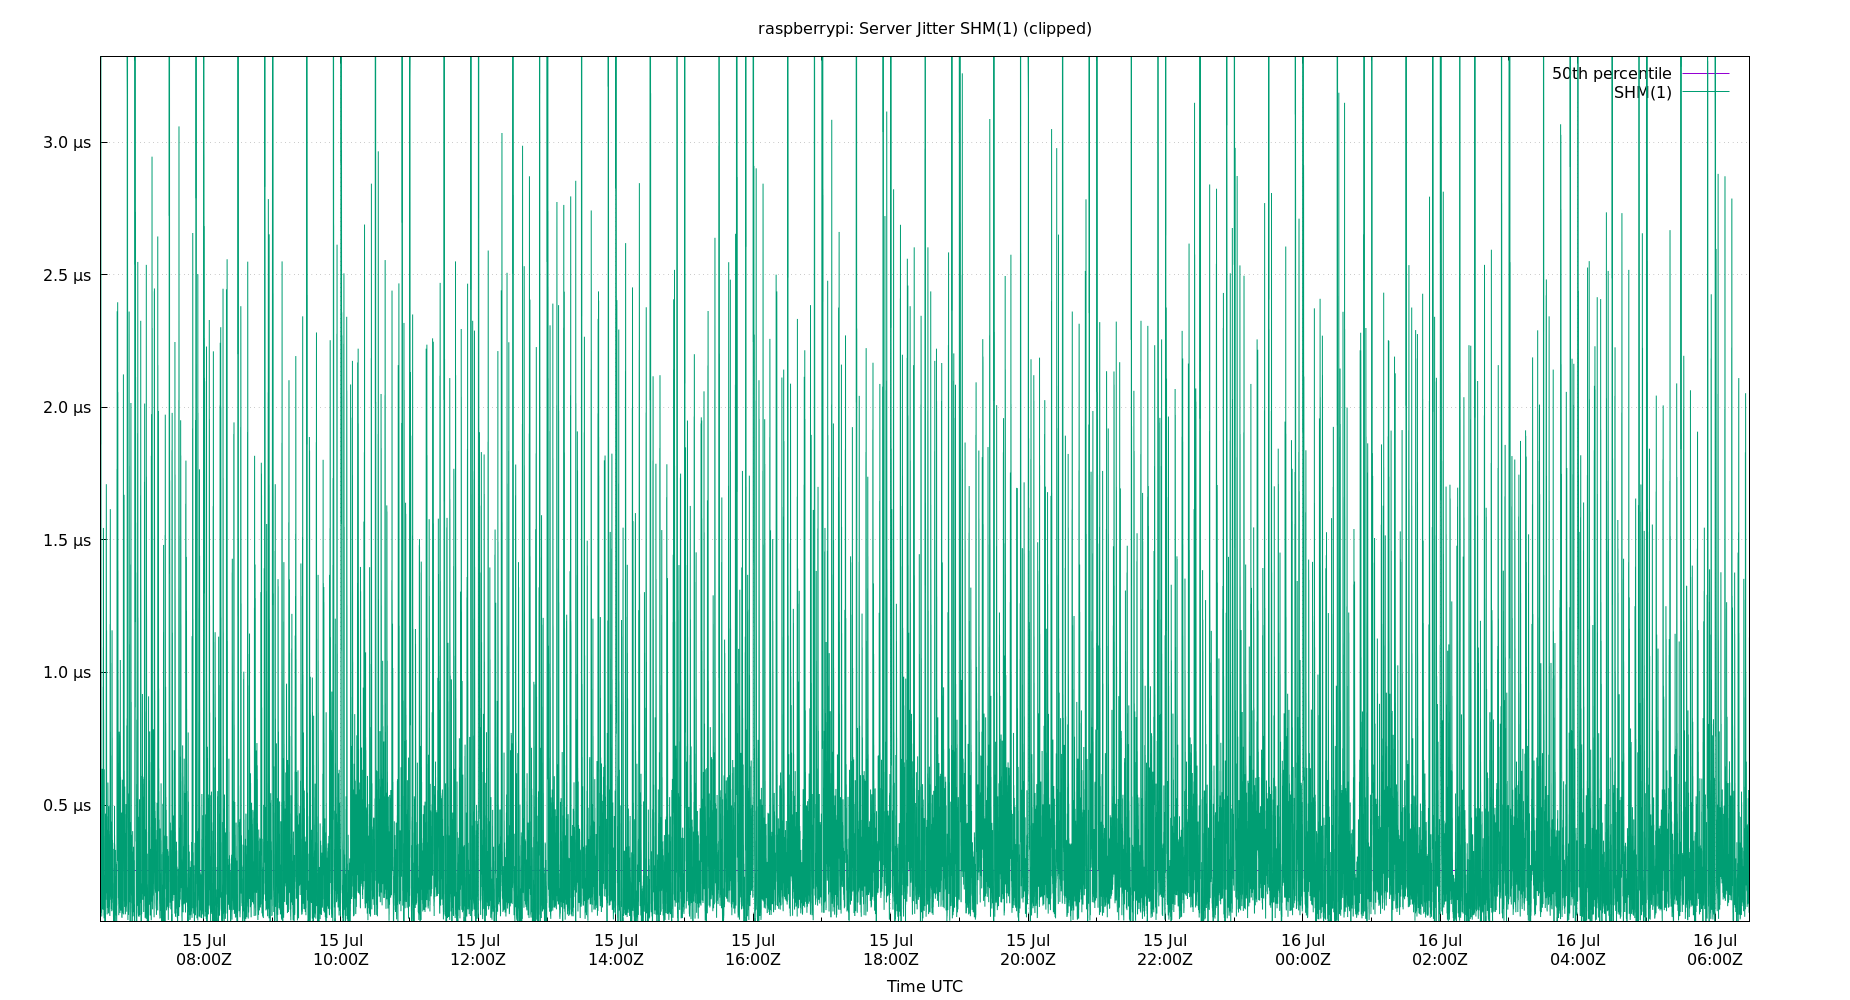 raspberrypi: Server Jitter SHM(1) (clipped)
50th percentile
SHM(1)
3.0 µs
2.5 µs
2.0 µs
1.5 µs
1.0 µs
0.5 µs
15 Jul 15 Jul 15 Jul 15 Jul 15 Jul 15 Jul 15 Jul 15 Jul 16 Jul 16 Jul 16 Jul 16 Jul
08:00Z 10:00Z 12:00Z 14:00Z 16:00Z 18:00Z 20:00Z 22:00Z 00:00Z 02:00Z 04:00Z 06:00Z
Time UTC